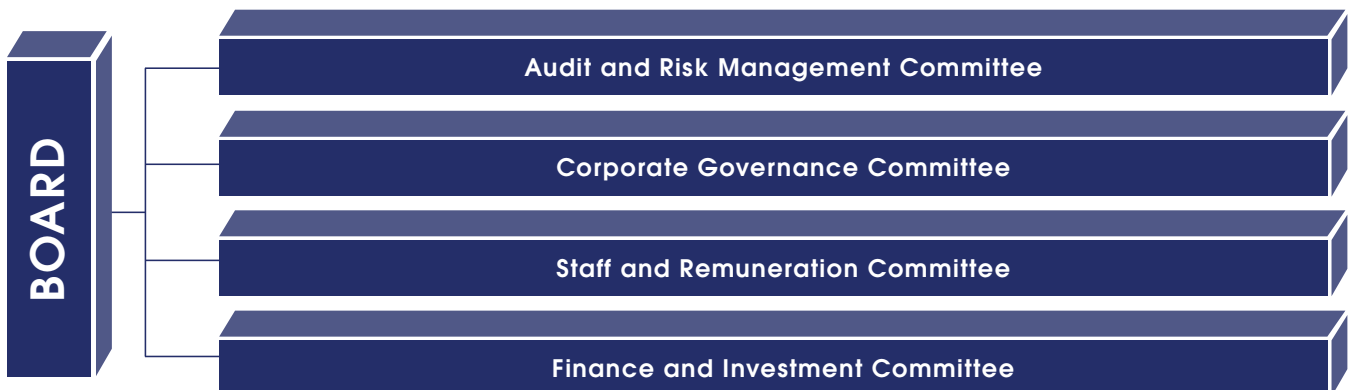 BOARD
Audit and Risk Management Committee
Corporate Governance Committee
Staff and Remuneration Committee
Finance and Investment Committee